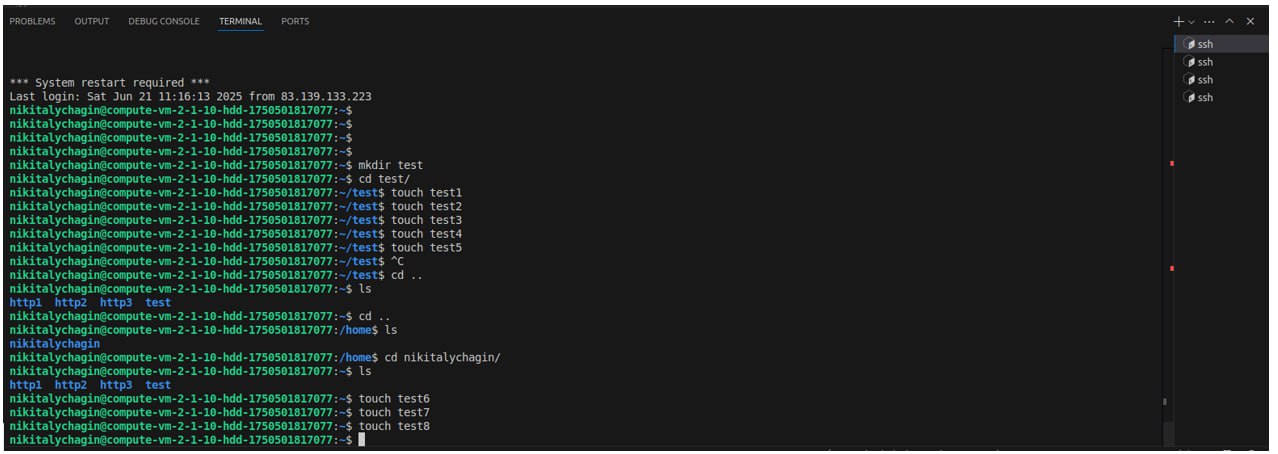 PROBLEMS OUTPUT DEBUG CONSOLE TERMINAL PORTS
ssh
ssh
ssh
ssh
*** System restart required ***
Last login: Sat Jun 21 11:16:13 2025 from 83.139.133.223
nikitalychagin@compute-vm-2-1-10-hdd-1750501817077:~$
nikitalychagin@compute-vm-2-1-10-hdd-1750501817077:~$
nikitalychagin@compute-vm-2-1-10-hdd-1750501817077:~$
nikitalychagin@compute-vm-2-1-10-hdd-1750501817077:~$
nikitalychagin@compute-vm-2-1-10-hdd-1750501817077:~$ mkdir test
nikitalychagin@compute-vm-2-1-10-hdd-1750501817077:~$ cd test/
nikitalychagin@compute-vm-2-1-10-hdd-1750501817077:~/test$ touch test1
nikitalychagin@compute-vm-2-1-10-hdd-1750501817077:~/test$ touch test2
nikitalychagin@compute-vm-2-1-10-hdd-1750501817077:~/test$ touch test3
nikitalychagin@compute-vm-2-1-10-hdd-1750501817077:~/test$ touch test4
nikitalychagin@compute-vm-2-1-10-hdd-1750501817077:~/test$ touch test5
nikitalychagin@compute-vm-2-1-10-hdd-1750501817077:~/test$ ^C
nikitalychagin@compute-vm-2-1-10-hdd-1750501817077:~/test$ cd ..
nikitalychagin@compute-vm-2-1-10-hdd-1750501817077:~$ ls
http1 http2 http3 test
nikitalychagin@compute-vm-2-1-10-hdd-1750501817077:~$ cd ..
nikitalychagin@compute-vm-2-1-10-hdd-1750501817077:/home$ ls
nikitalychagin
nikitalychagin@compute-vm-2-1-10-hdd-1750501817077:/home$ cd nikitalychagin/
nikitalychagin@compute-vm-2-1-10-hdd-1750501817077:~$ ls
http1 http2 http3 test
nikitalychagin@compute-vm-2-1-10-hdd-1750501817077:~$ touch test6
nikitalychagin@compute-vm-2-1-10-hdd-1750501817077:~$ touch test7
nikitalychagin@compute-vm-2-1-10-hdd-1750501817077:~$ touch test8
nikitalychagin@compute-vm-2-1-10-hdd-1750501817077:~$